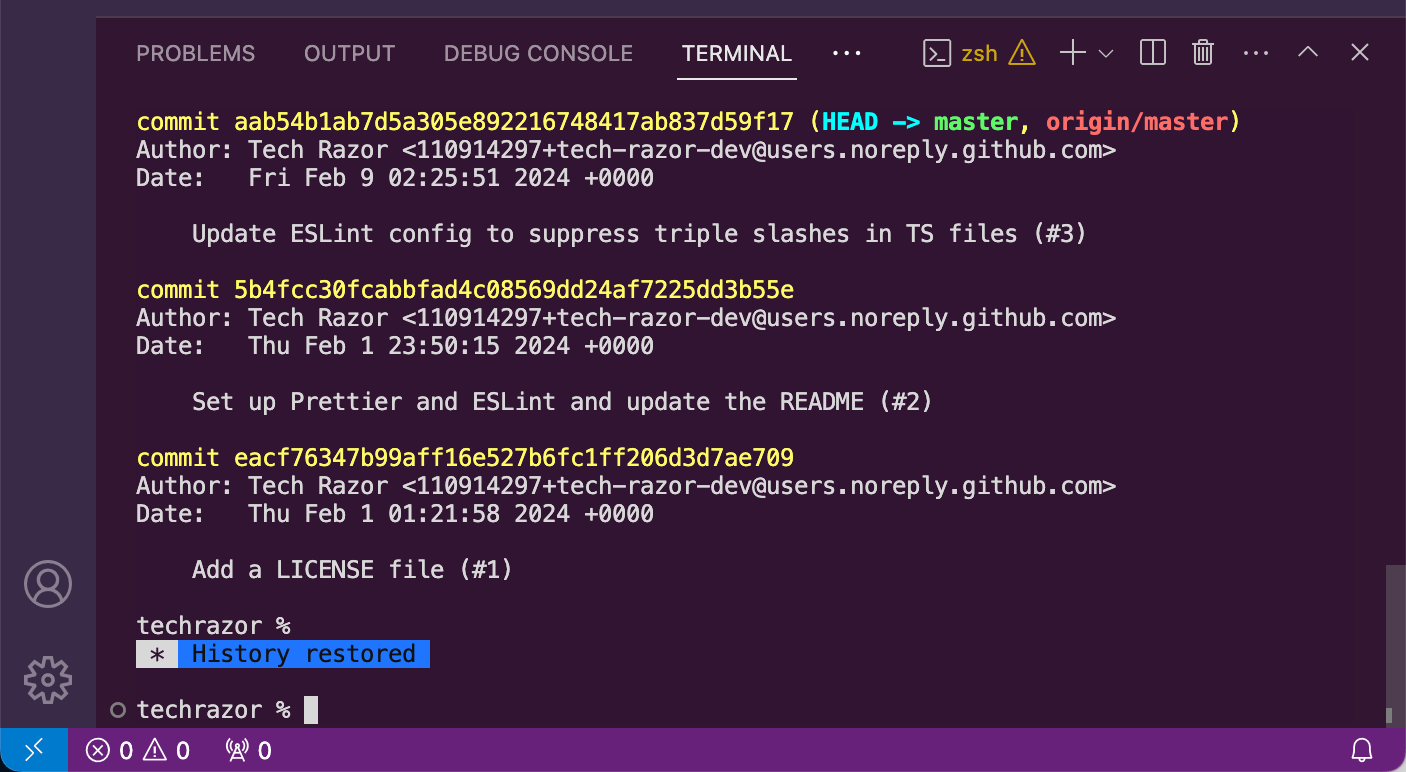 PROBLEMS OUTPUT DEBUG CONSOLE TERMINAL ··· zsh ···
commit aab54b1ab7d5a305e892216748417ab837d59f17 (HEAD -> master, origin/master)
Author: Tech Razor <110914297+tech-razor-dev@users.noreply.github.com>
Date:   Fri Feb 9 02:25:51 2024 +0000
Update ESLint config to suppress triple slashes in TS files (#3)
commit 5b4fcc30fcabbfad4c08569dd24af7225dd3b55e
Author: Tech Razor <110914297+tech-razor-dev@users.noreply.github.com>
Date:   Thu Feb 1 23:50:15 2024 +0000
Set up Prettier and ESLint and update the README (#2)
commit eacf76347b99aff16e527b6fc1ff206d3d7ae709
Author: Tech Razor <110914297+tech-razor-dev@users.noreply.github.com>
Date:   Thu Feb 1 01:21:58 2024 +0000
Add a LICENSE file (#1)
techrazor %
* History restored
techrazor %
0 0 0